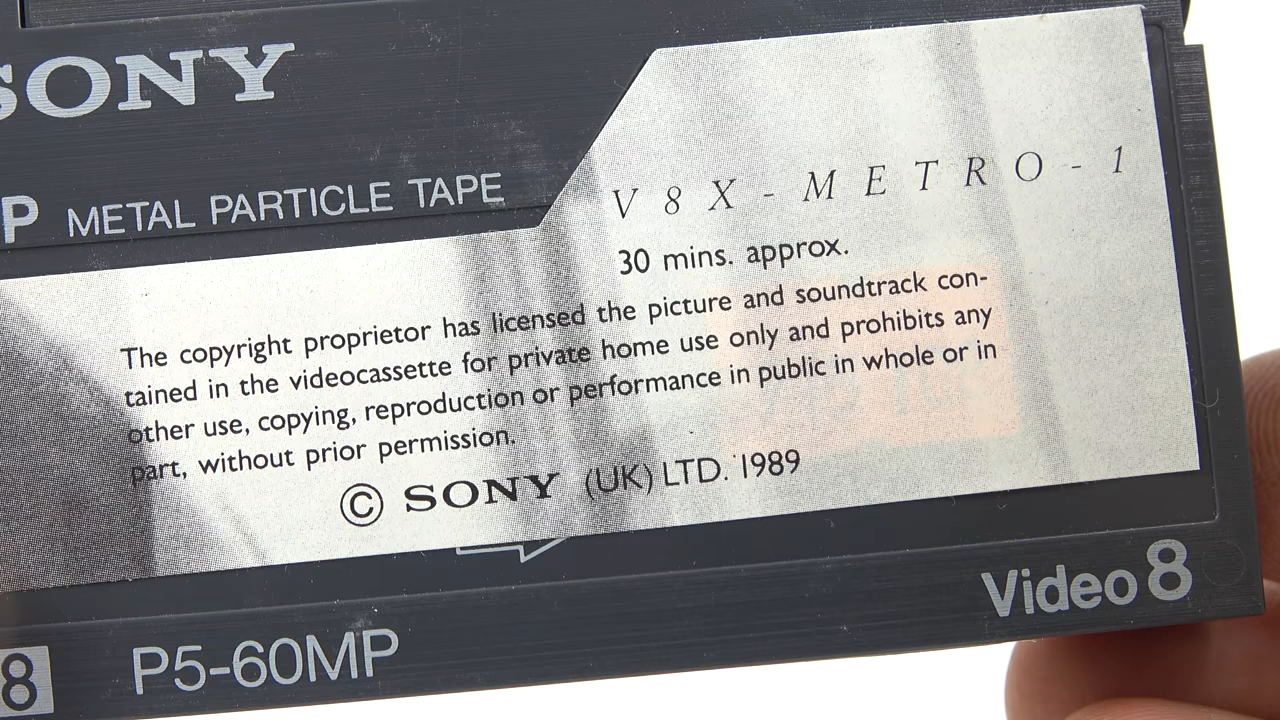 SONY
P METAL PARTICLE TAPE
V8X-METRO-1
30 mins. approx.
The copyright proprietor has licensed the picture and soundtrack con-
tained in the videocassette for private home use only and prohibits any
other use, copying, reproduction or performance in public in whole or in
part, without prior permission.
© SONY (UK) LTD. 1989
Video 8
8 P5-60MP